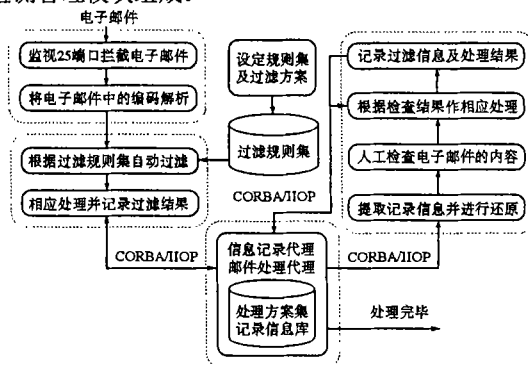 电子邮件
监视25端口拦截电子邮件
将电子邮件中的编码解析
根据过滤规则集自动过滤
相应处理并记录过滤结果
设定规则集
及过滤方案
过滤规则集
记录过滤信息及处理结果
根据检查结果作相应处理
人工检查电子邮件的内容
提取记录信息并进行还原
CORBA/IIOP
CORBA/IIOP
信息记录代理
邮件处理代理
CORBA/IIOP
处理方案集
记录信息库
处理完毕